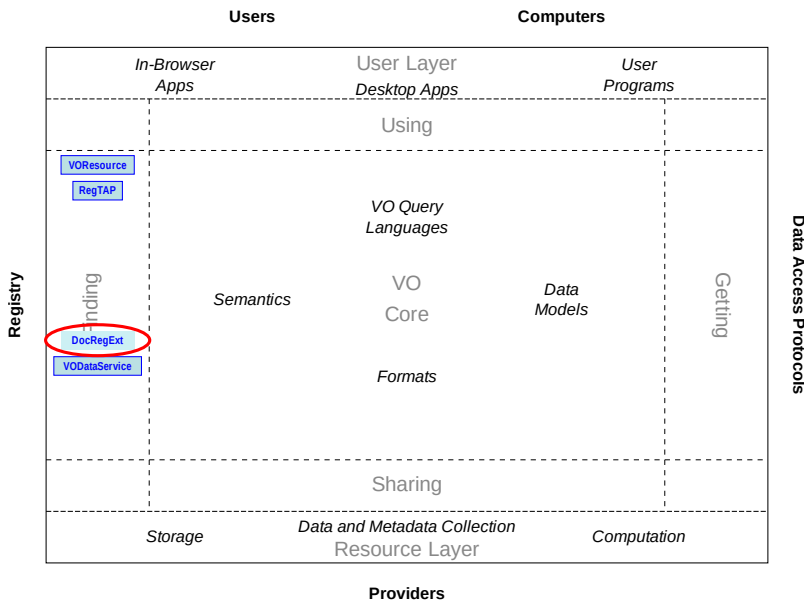 Users
Computers
In-Browser
Apps
User Layer
Desktop Apps
User
Programs
Using
VOResource
RegTAP
VO Query
Languages
Registry
Semantics
VO
Core
Data
Models
Getting
Data Access Protocols
DocRegExt
VODataService
Formats
Sharing
Storage
Data and Metadata Collection
Resource Layer
Computation
Providers